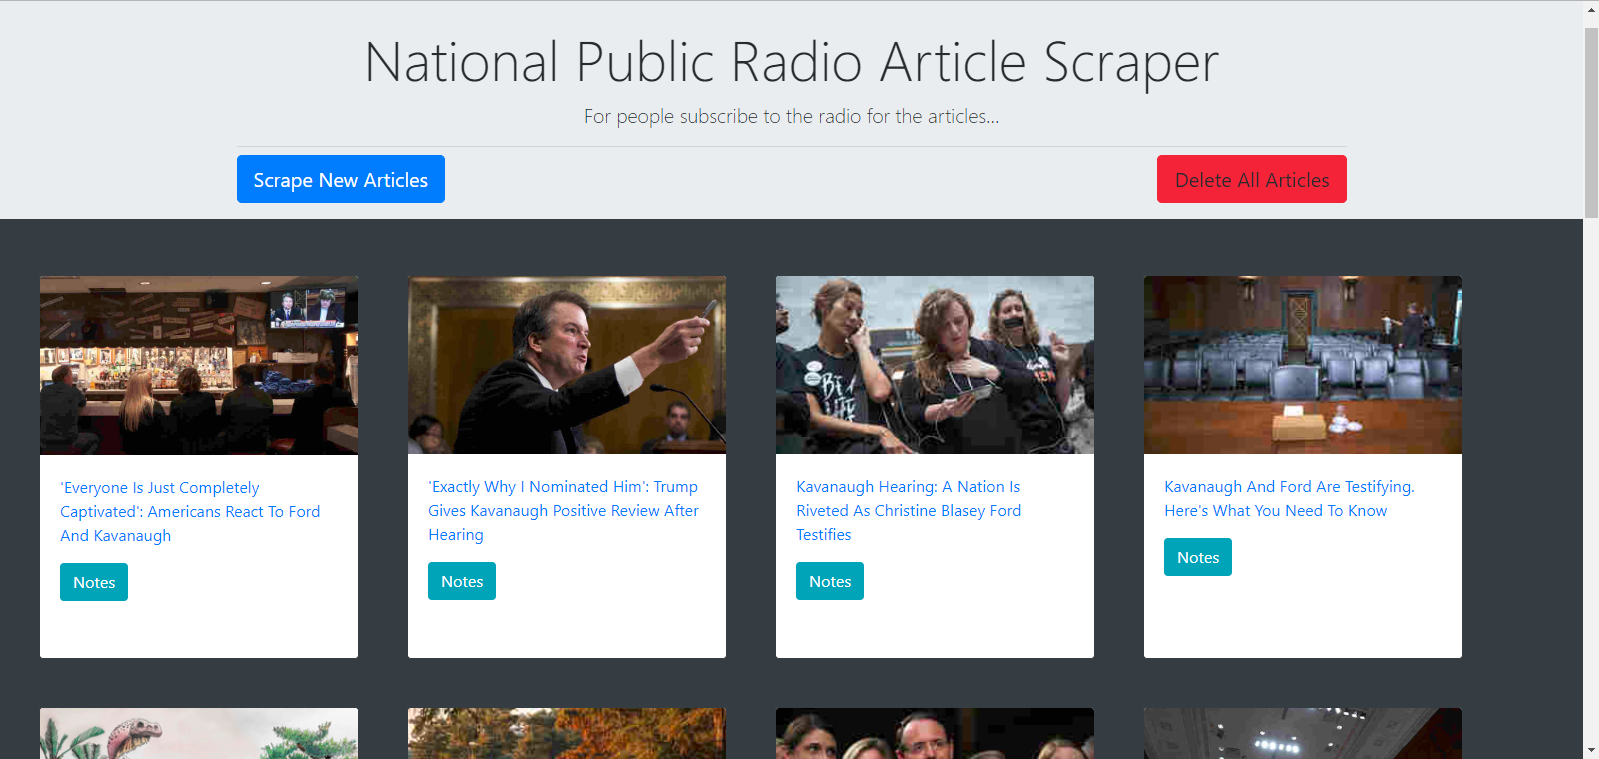 National Public Radio Article Scraper
For people subscribe to the radio for the articles...
Scrape New Articles
Delete All Articles
'Everyone Is Just Completely
Captivated': Americans React To Ford
And Kavanaugh
Notes
'Exactly Why I Nominated Him': Trump
Gives Kavanaugh Positive Review After
Hearing
Notes
Kavanaugh Hearing: A Nation Is
Riveted As Christine Blasey Ford
Testifies
Notes
Kavanaugh And Ford Are Testifying.
Here's What You Need To Know
Notes